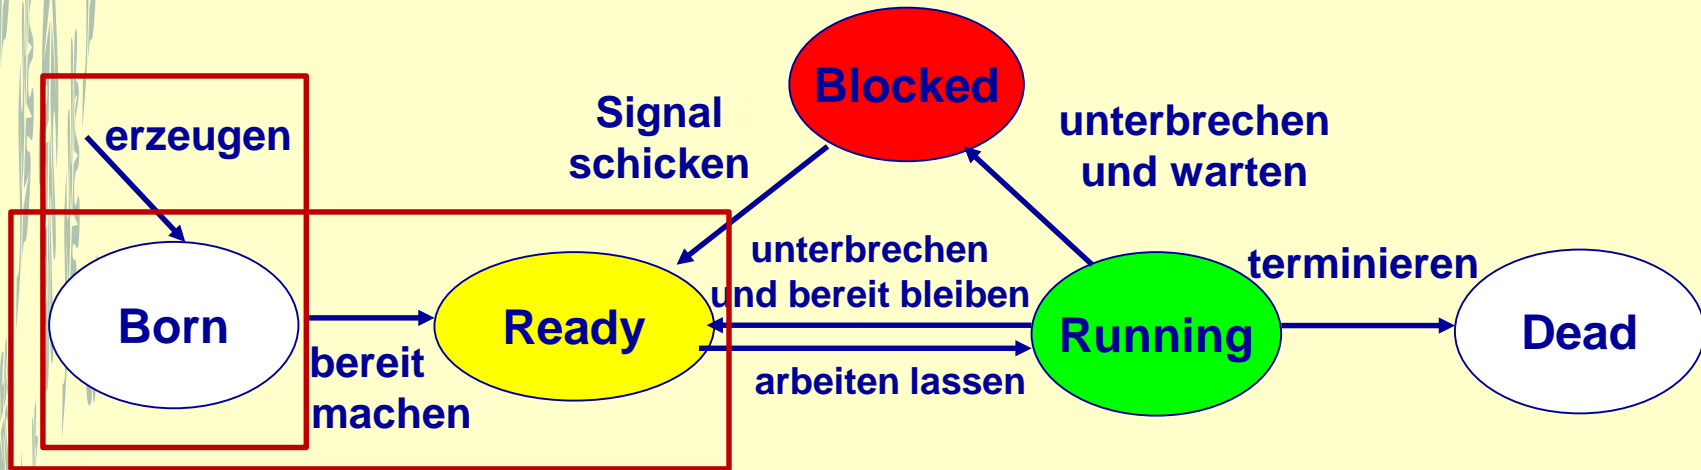 Blocked
erzeugen
Signal
schicken
unterbrechen
und warten
unterbrechen
und bereit bleiben
terminieren
Born
bereit
machen
Ready
arbeiten lassen
Running
Dead